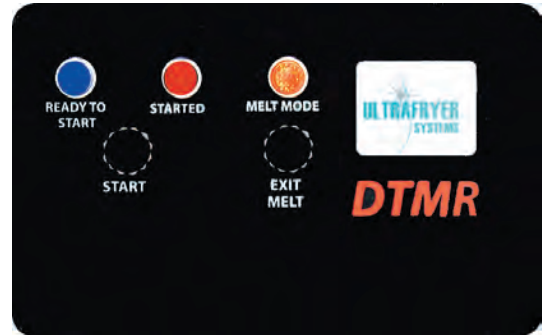 READY TO
START
STARTED
MELT MODE
START
EXIT
MELT
ULTRAFRYER
SYSTEMS
DTMR